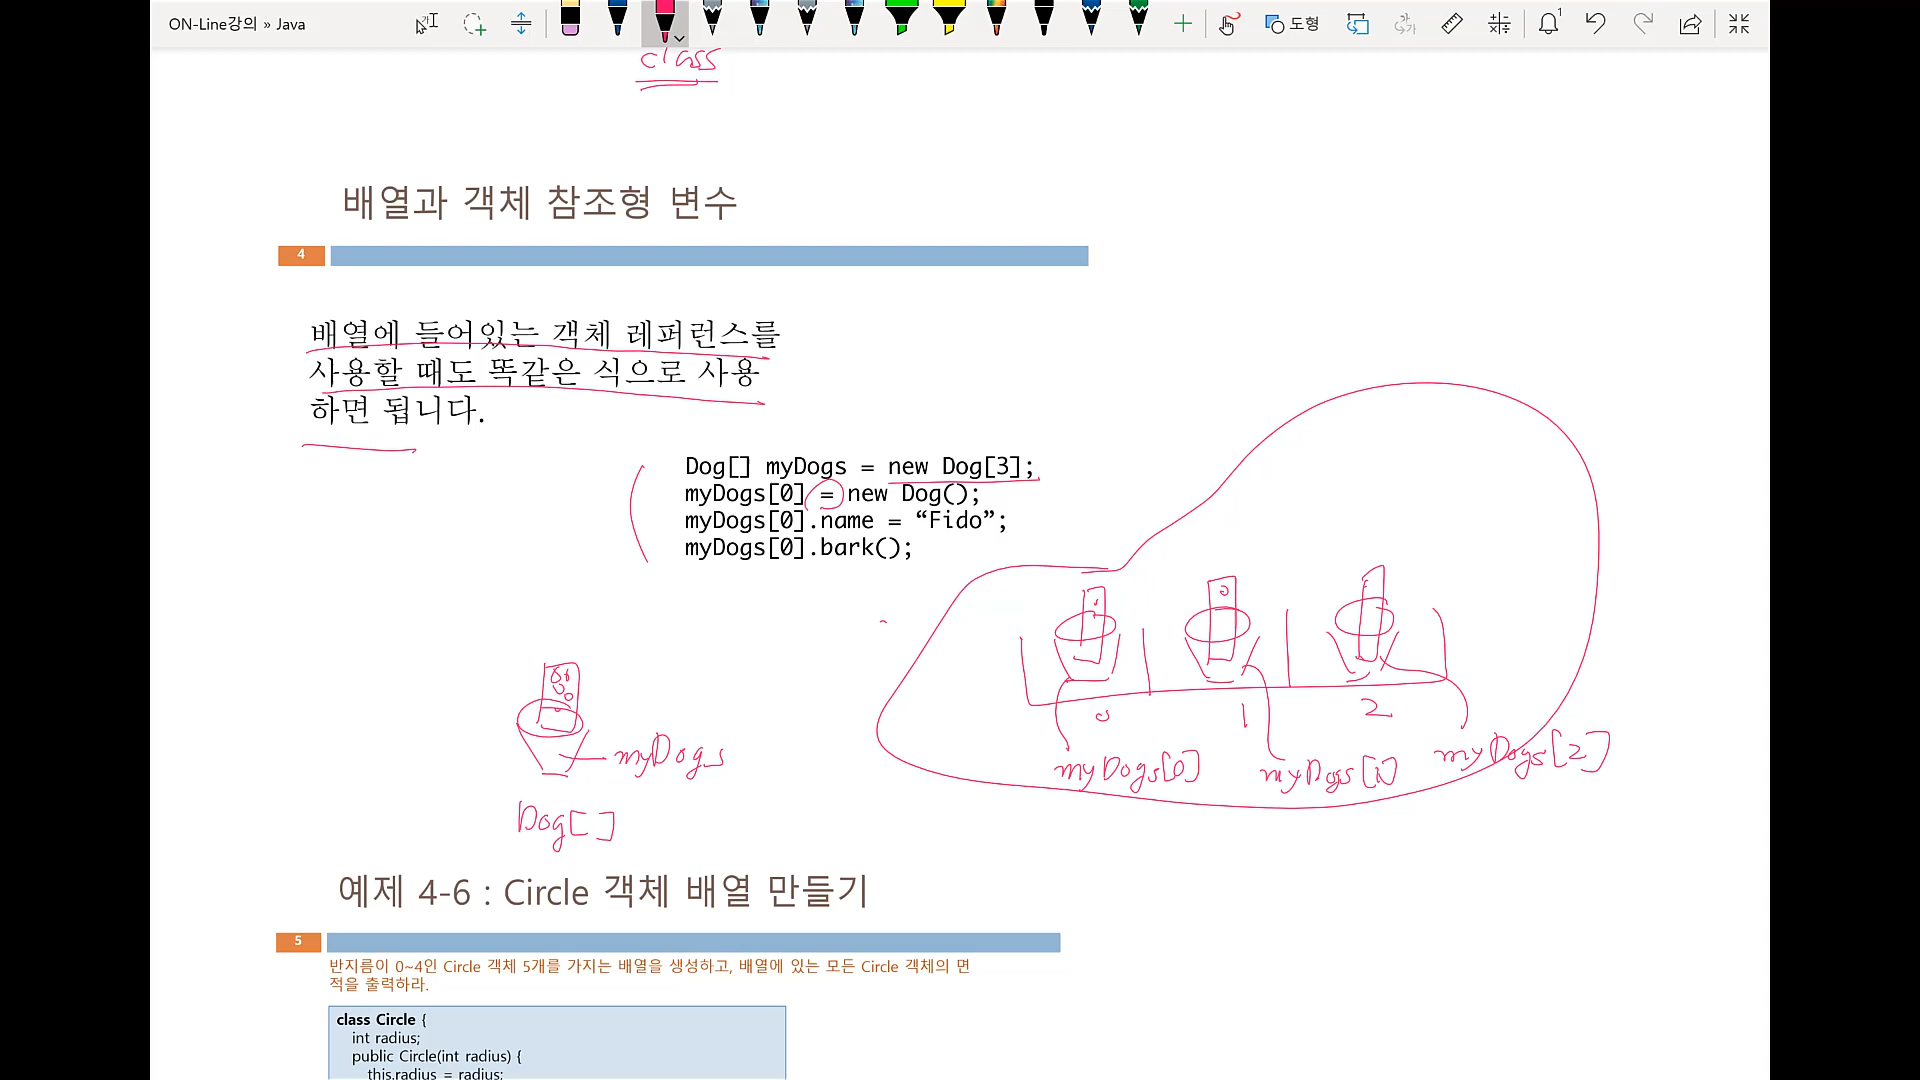 ON-Line강의 » Java
도형
1
class
배열과 객체 참조형 변수
4
배열에 들어있는 객체 레퍼런스를
사용할 때도 똑같은 식으로 사용
하면 됩니다.
Dog[] myDogs = new Dog[3];
myDogs[0] = new Dog();
myDogs[0].name = “Fido”;
myDogs[0].bark();
0 1 2
myDogs
myDogs[0] myDogs[1] myDogs[2]
Dog[]
예제 4-6 : Circle 객체 배열 만들기
5
반지름이 0~4인 Circle 객체 5개를 가지는 배열을 생성하고, 배열에 있는 모든 Circle 객체의 면
적을 출력하라.
class Circle {
int radius;
public Circle(int radius) {
this.radius = radius;